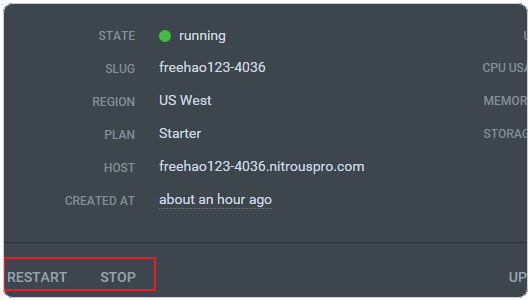 STATE running U
SLUG freehao123-4036 CPU USA
REGION US West MEMOR
PLAN Starter STORAG
HOST freehao123-4036.nitrouspro.com
CREATED AT about an hour ago
RESTART STOP UP